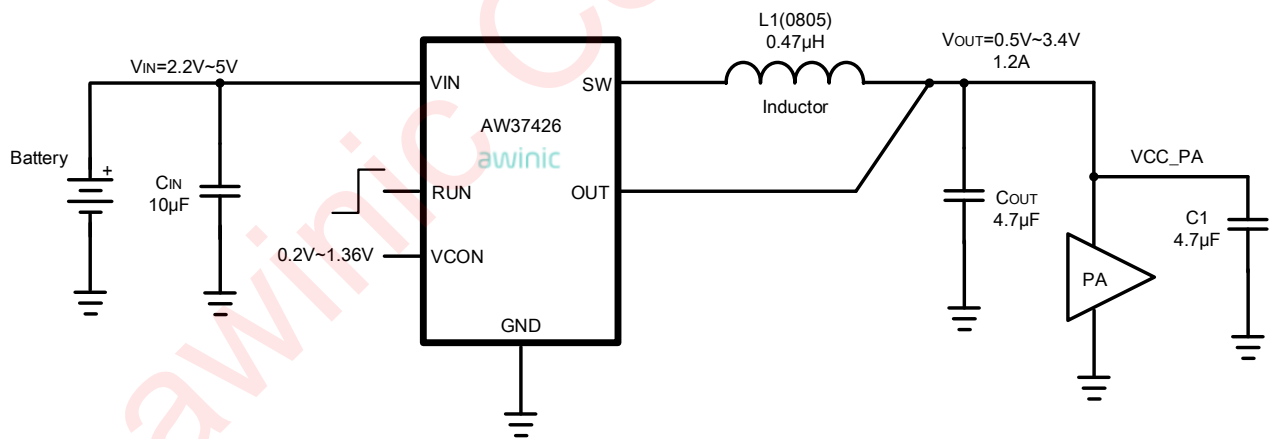 L1(0805)
0.47µH
Inductor
VOUT=0.5V~3.4V
1.2A
VIN=2.2V~5V
VIN
SW
AW37426
awinic
Battery
+
CIN
10µF
RUN
OUT
VCC_PA
COUT
4.7µF
C1
4.7µF
0.2V~1.36V
VCON
PA
GND
awinic Co